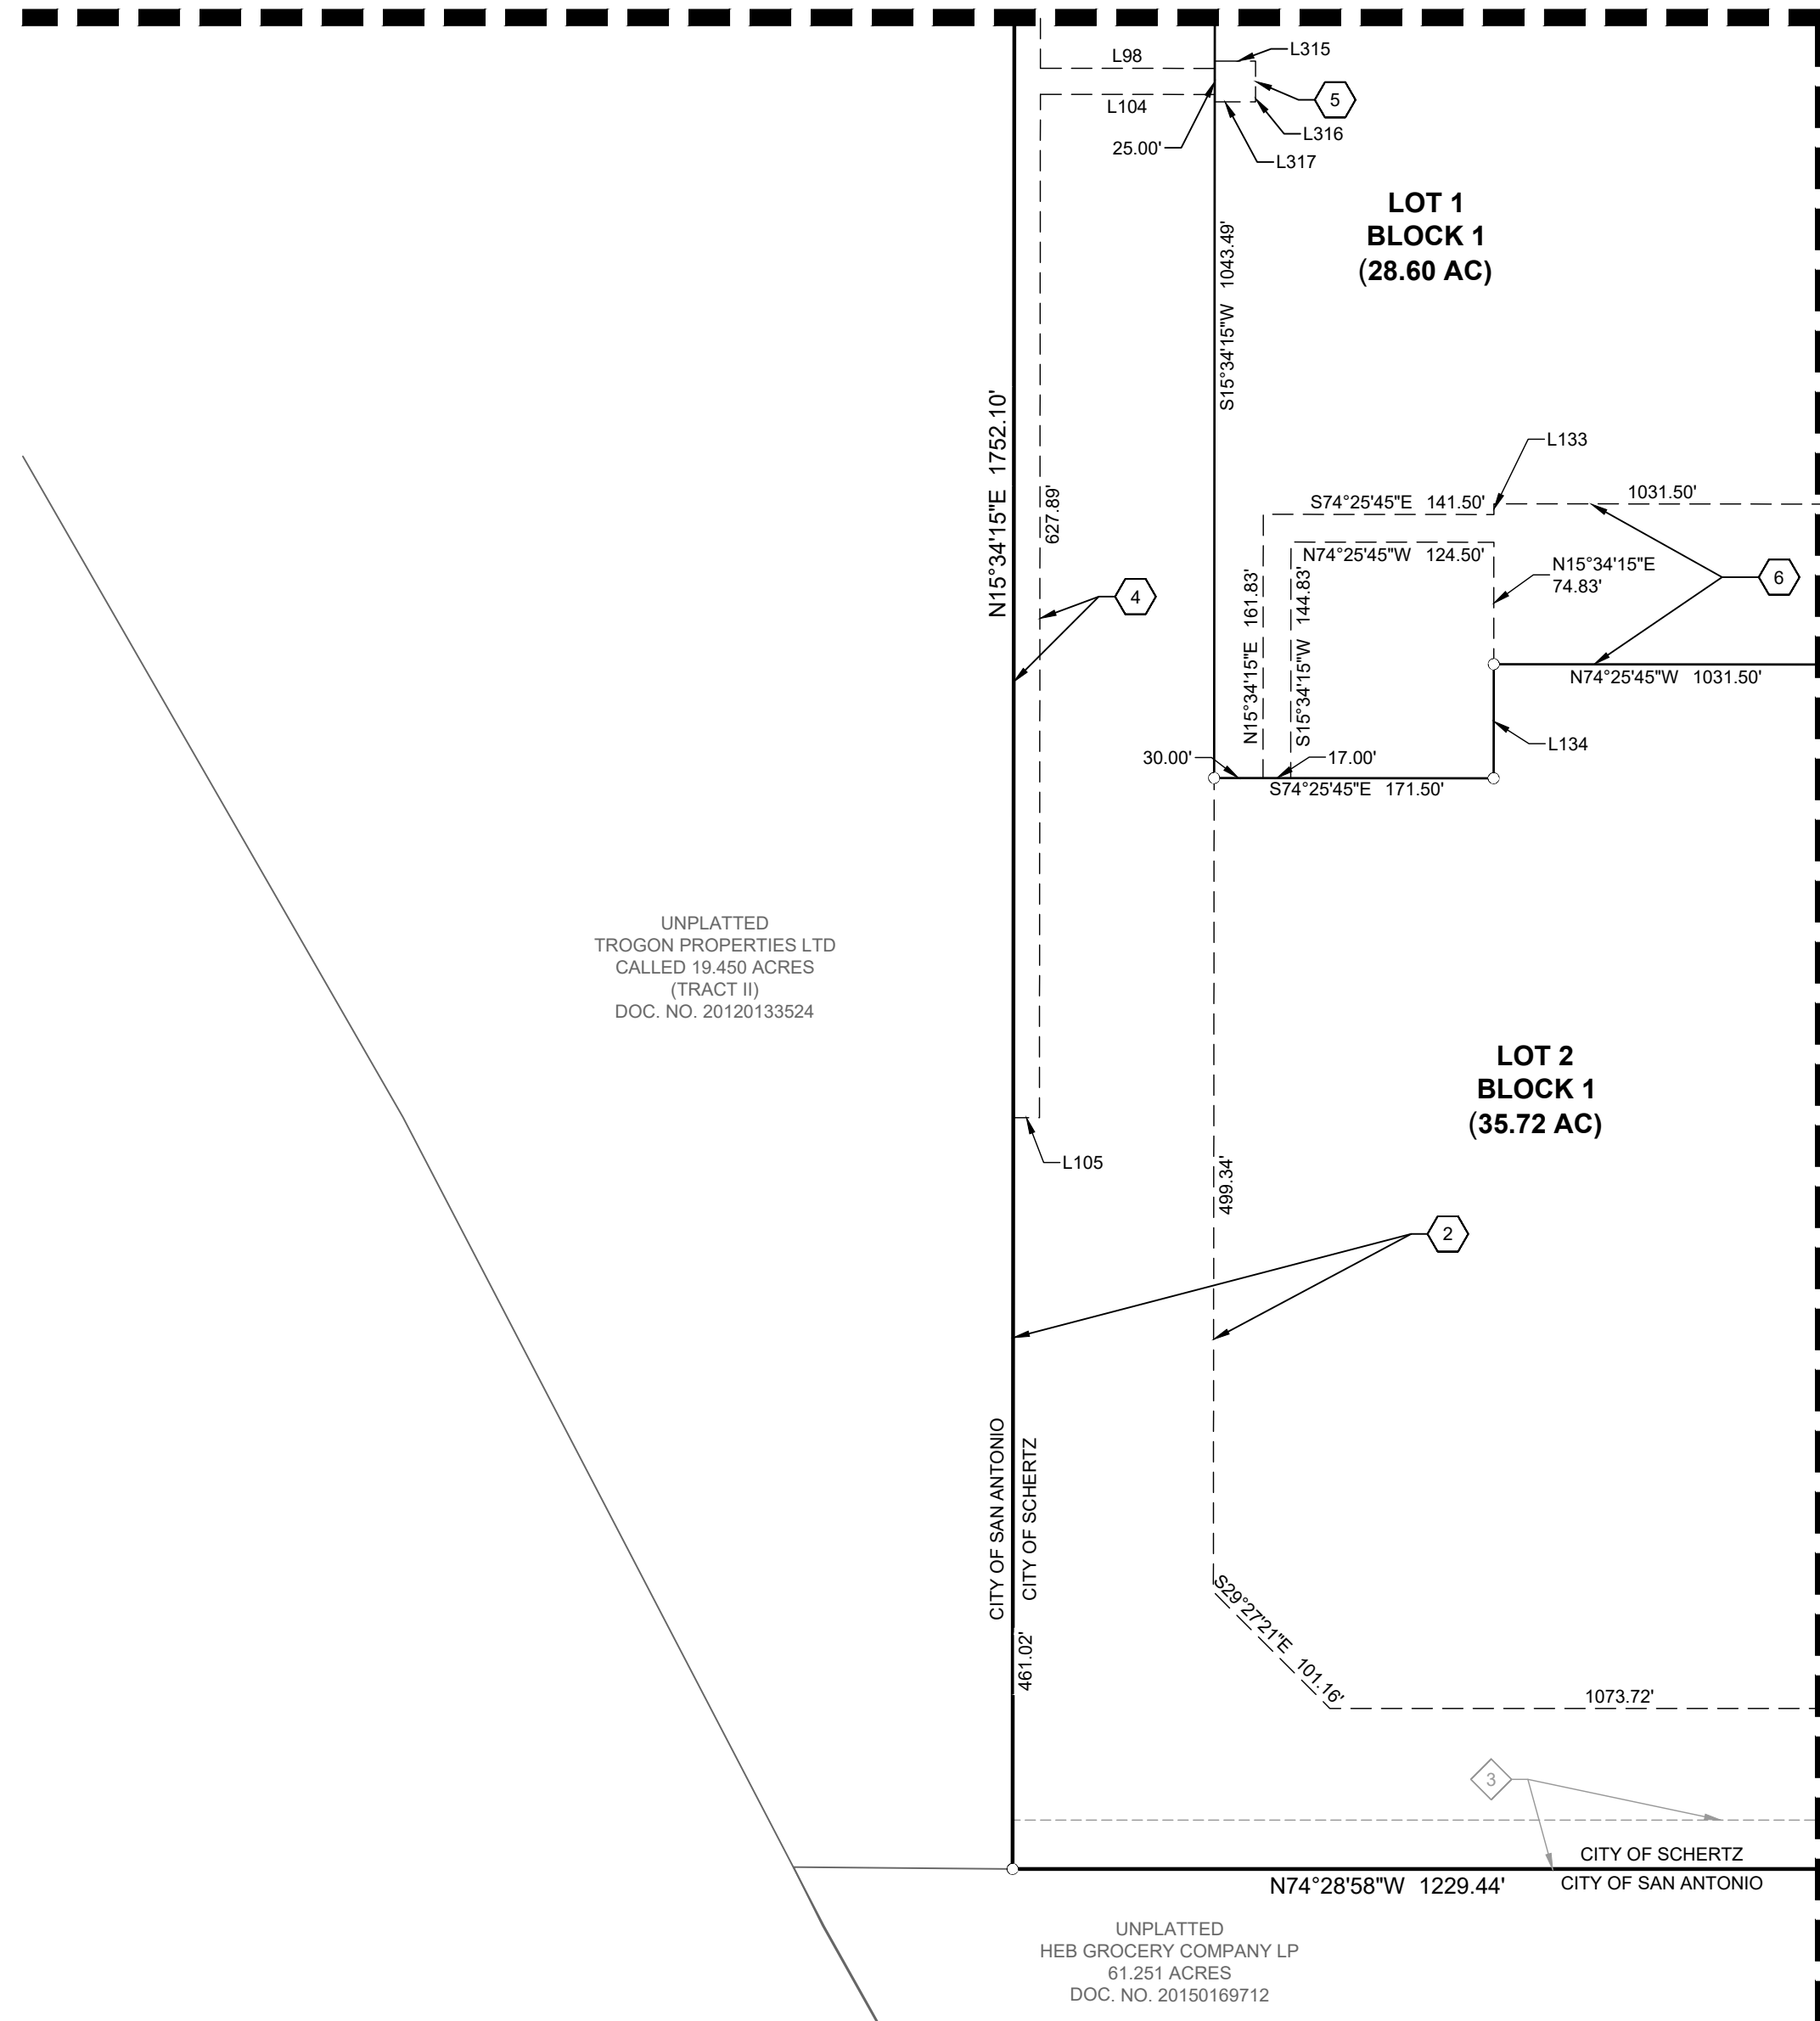 L98
L315
L104
5
L316
25.00'
L317
LOT 1
BLOCK 1
(28.60 AC)
S15°34'15"W 1043.49'
N15°34'15"E 1752.10'
627.89'
L133
S74°25'45"E 141.50'
1031.50'
N74°25'45"W 124.50'
N15°34'15"E
74.83'
6
4
N15°34'15"E 161.83'
S15°34'15"W 144.83'
N74°25'45"W 1031.50'
L134
30.00'
17.00'
S74°25'45"E 171.50'
UNPLATTED
TROGON PROPERTIES LTD
CALLED 19.450 ACRES
(TRACT II)
DOC. NO. 20120133524
LOT 2
BLOCK 1
(35.72 AC)
L105
499.34'
2
CITY OF SAN ANTONIO
CITY OF SCHERTZ
461.02'
S29°27'21"E 101.16'
1073.72'
3
CITY OF SCHERTZ
N74°28'58"W 1229.44'
CITY OF SAN ANTONIO
UNPLATTED
HEB GROCERY COMPANY LP
61.251 ACRES
DOC. NO. 20150169712